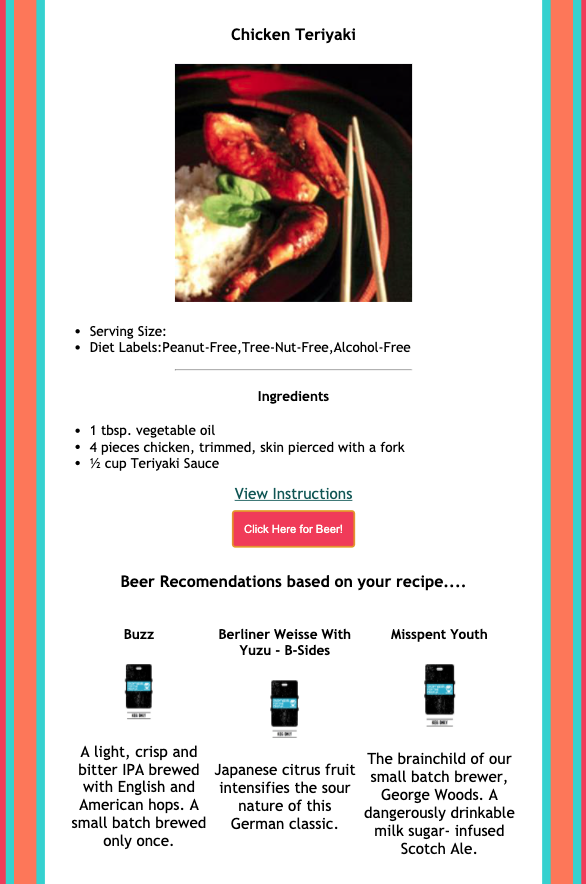 Chicken Teriyaki
Serving Size:
Diet Labels:Peanut-Free,Tree-Nut-Free,Alcohol-Free
Ingredients
1 tbsp. vegetable oil
4 pieces chicken, trimmed, skin pierced with a fork
½ cup Teriyaki Sauce
View Instructions
Click Here for Beer!
Beer Recomendations based on your recipe....
Buzz
A light, crisp and
bitter IPA brewed
with English and
American hops. A
small batch brewed
only once.
Berliner Weisse With
Yuzu - B-Sides
Japanese citrus fruit
intensifies the sour
nature of this
German classic.
Misspent Youth
The brainchild of our
small batch brewer,
George Woods. A
dangerously drinkable
milk sugar- infused
Scotch Ale.